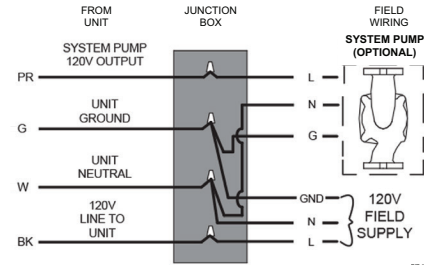 FROM
UNIT
JUNCTION
BOX
FIELD
WIRING
SYSTEM PUMP
(OPTIONAL)
SYSTEM PUMP
120V OUTPUT
PR
L
UNIT
GROUND
N
G
G
UNIT
NEUTRAL
W
GND
120V
FIELD
SUPPLY
N
120V
LINE TO
UNIT
BK
L